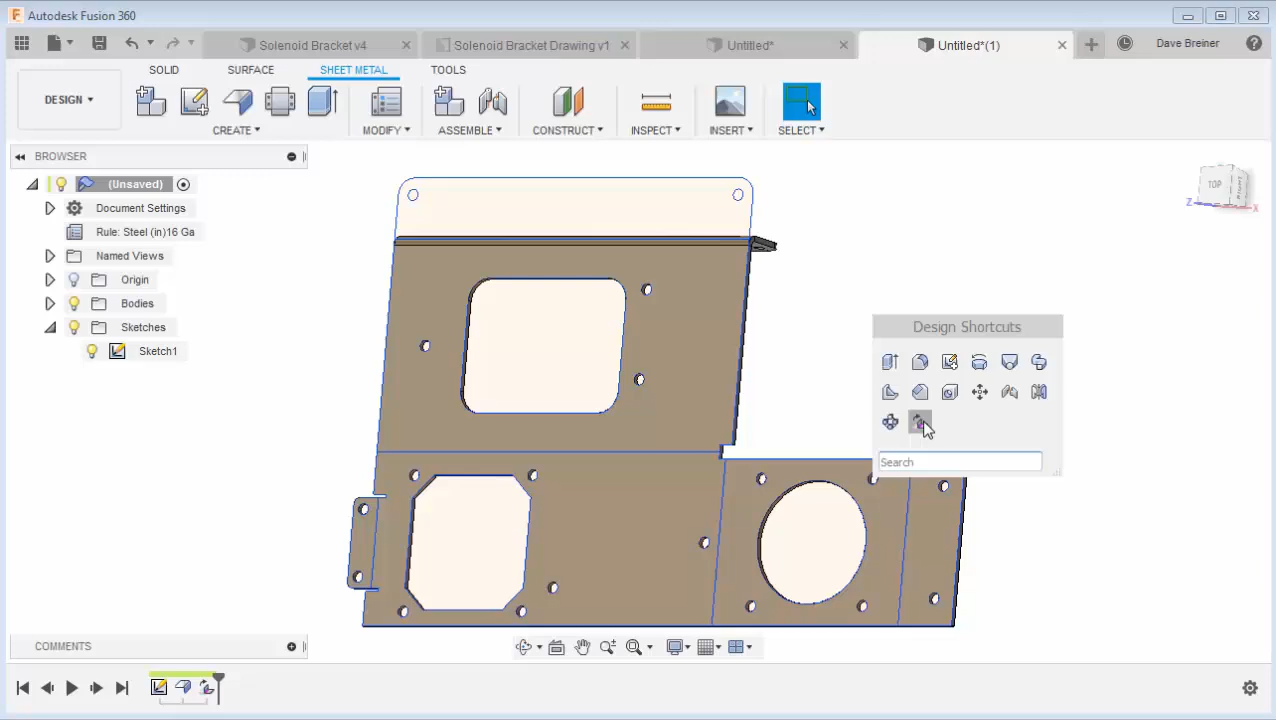 Autodesk Fusion 360
Solenoid Bracket v4
Solenoid Bracket Drawing v1
Untitled*
Untitled*(1)
Dave Breiner
SOLID
SURFACE
SHEET METAL
TOOLS
DESIGN
CREATE
MODIFY
ASSEMBLE
CONSTRUCT
INSPECT
INSERT
SELECT
BROWSER
(Unsaved)
Document Settings
Rule: Steel (in)16 Ga
Named Views
Origin
Bodies
Sketches
Sketch1
TOP
Z
X
Design Shortcuts
Search
COMMENTS